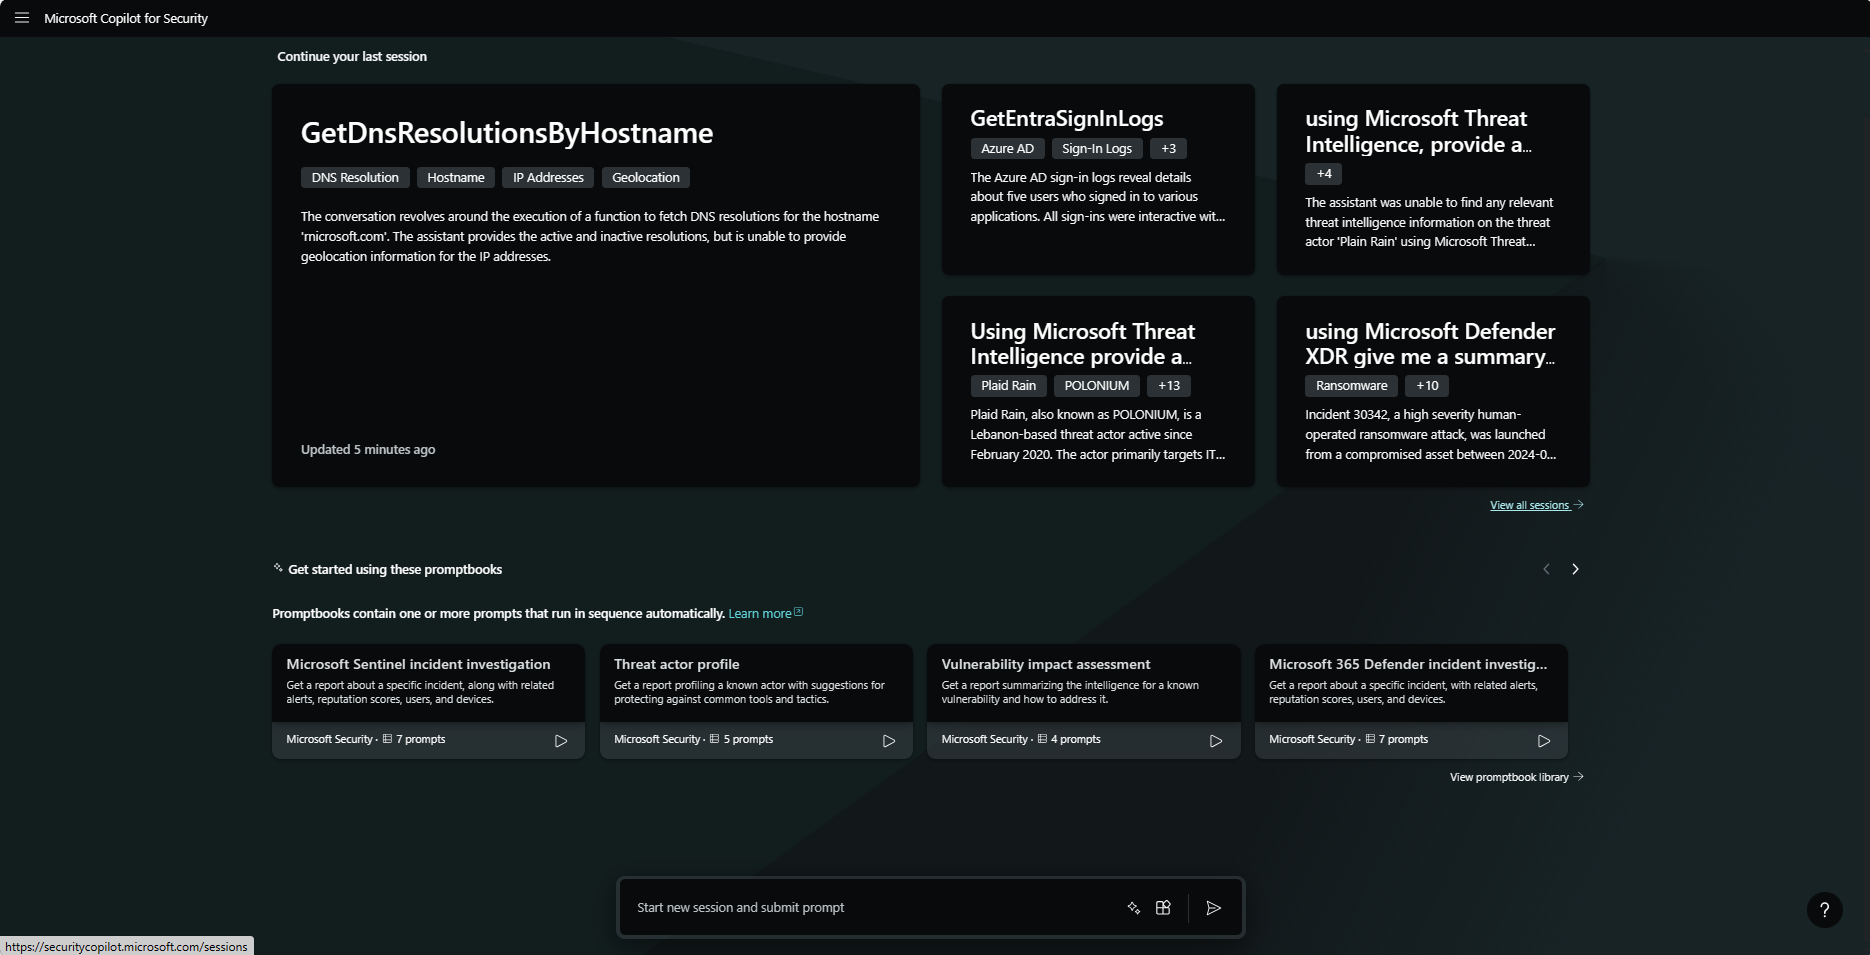 Microsoft Copilot for Security
Continue your last session
GetDnsResolutionsByHostname
DNS Resolution
Hostname
IP Addresses
Geolocation
The conversation revolves around the execution of a function to fetch DNS resolutions for the hostname
'rnicrosoft.com'. The assistant provides the active and inactive resolutions, but is unable to provide
geolocation information for the IP addresses.
Updated 5 minutes ago
GetEntraSignInLogs
Azure AD
Sign-In Logs
+3
The Azure AD sign-in logs reveal details
about five users who signed in to various
applications. All sign-ins were interactive wit...
using Microsoft Threat
Intelligence, provide a...
+4
The assistant was unable to find any relevant
threat intelligence information on the threat
actor 'Plain Rain' using Microsoft Threat...
Using Microsoft Threat
Intelligence provide a...
Plaid Rain
POLONIUM
+13
Plaid Rain, also known as POLONIUM, is a
Lebanon-based threat actor active since
February 2020. The actor primarily targets IT...
using Microsoft Defender
XDR give me a summary...
Ransomware
+10
Incident 30342, a high severity human-
operated ransomware attack, was launched
from a compromised asset between 2024-0...
View all sessions
Get started using these promptbooks
Promptbooks contain one or more prompts that run in sequence automatically. Learn more
Microsoft Sentinel incident investigation
Get a report about a specific incident, along with related
alerts, reputation scores, users, and devices.
Microsoft Security · 7 prompts
Threat actor profile
Get a report profiling a known actor with suggestions for
protecting against common tools and tactics.
Microsoft Security · 5 prompts
Vulnerability impact assessment
Get a report summarizing the intelligence for a known
vulnerability and how to address it.
Microsoft Security · 4 prompts
Microsoft 365 Defender incident investig...
Get a report about a specific incident, with related alerts,
reputation scores, users, and devices.
Microsoft Security · 7 prompts
View promptbook library
Start new session and submit prompt
?
https://securitycopilot.microsoft.com/sessions